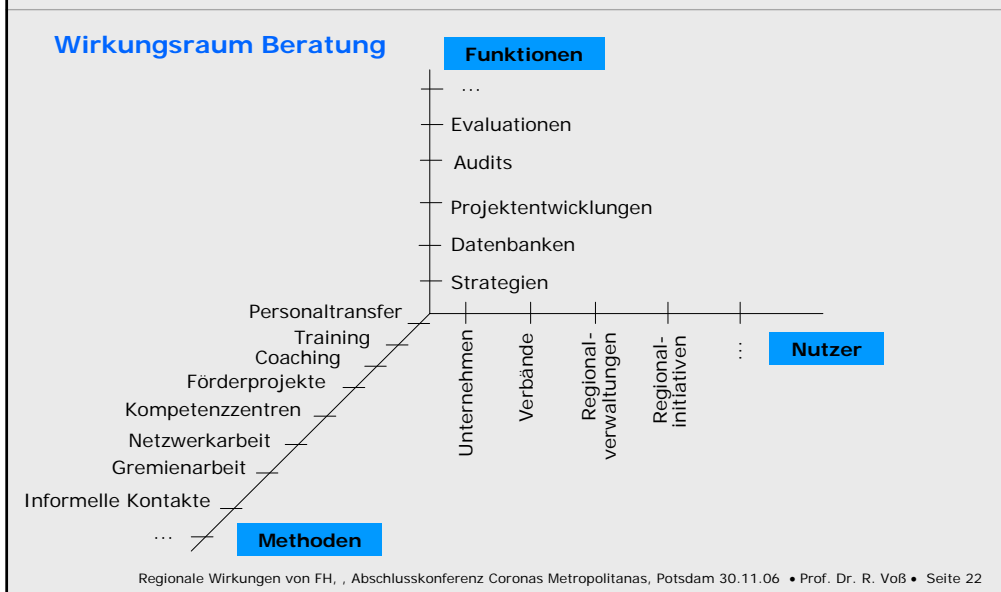 Wirkungsraum Beratung
Funktionen
...
Evaluationen
Audits
Projektentwicklungen
Datenbanken
Strategien
Personaltransfer
Training
Coaching
Förderprojekte
Kompetenzzentren
Netzwerkarbeit
Gremienarbeit
Informelle Kontakte
...
Methoden
Unternehmen
Verbände
Regional-
verwaltungen
Regional-
initiativen
...
Nutzer
Regionale Wirkungen von FH, , Abschlusskonferenz Coronas Metropolitanas, Potsdam 30.11.06 • Prof. Dr. R. Voß • Seite 22